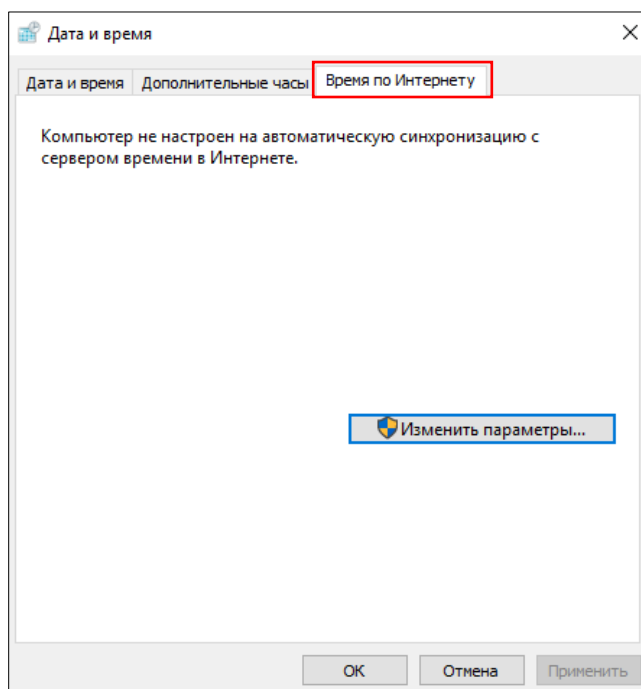 Дата и время
Дата и время Дополнительные часы Время по Интернету
Компьютер не настроен на автоматическую синхронизацию с
сервером времени в Интернете.
Изменить параметры...
ОК Отмена Применить